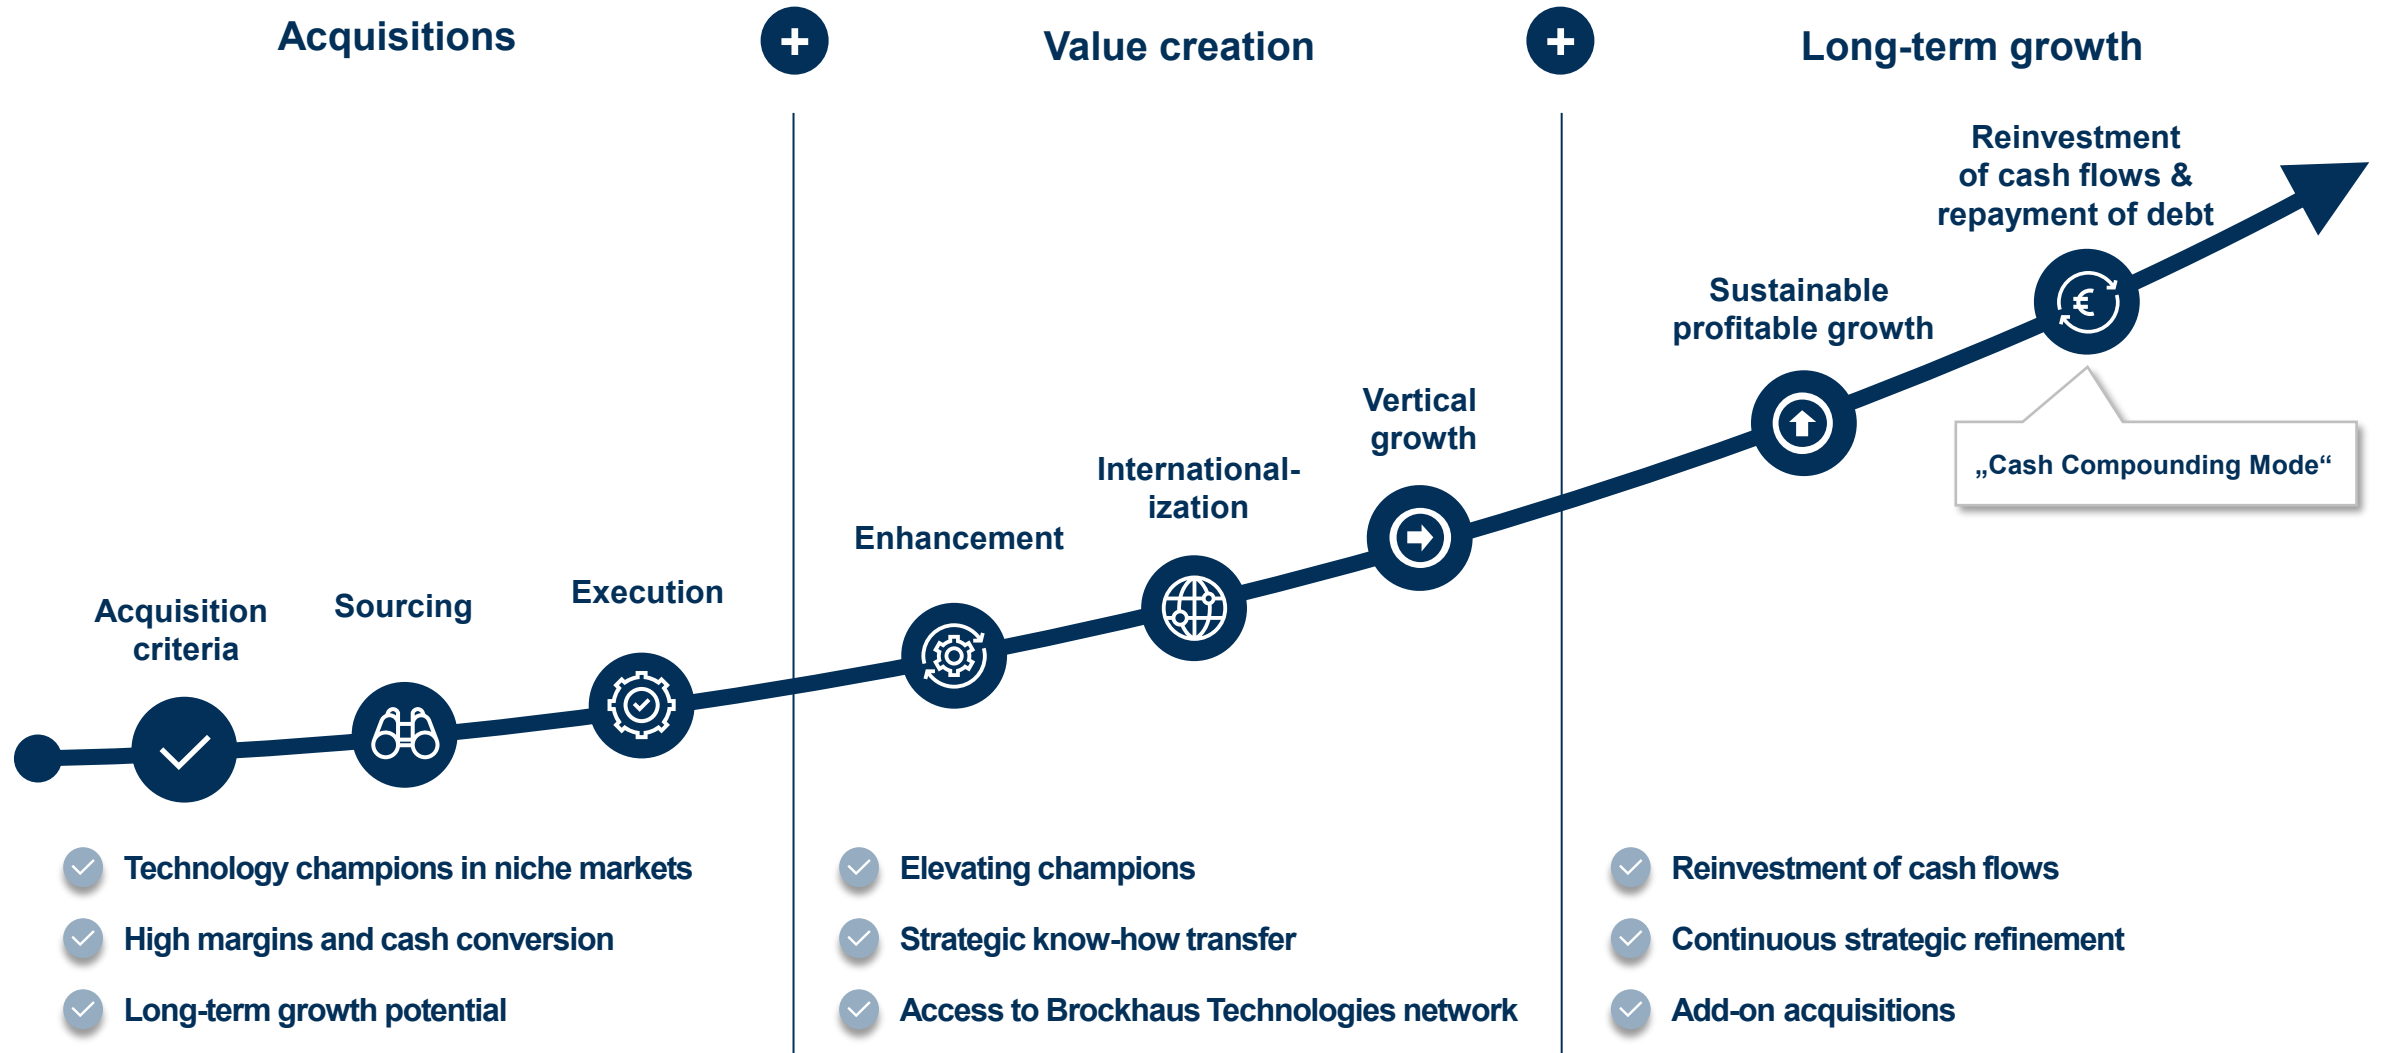 Acquisitions
Value creation
Long-term growth
Acquisition
criteria
Sourcing
Execution
Enhancement
International-
ization
Vertical
growth
Sustainable
profitable growth
Reinvestment
of cash flows &
repayment of debt
€
„Cash Compounding Mode“
Technology champions in niche markets
High margins and cash conversion
Long-term growth potential
Elevating champions
Strategic know-how transfer
Access to Brockhaus Technologies network
Reinvestment of cash flows
Continuous strategic refinement
Add-on acquisitions